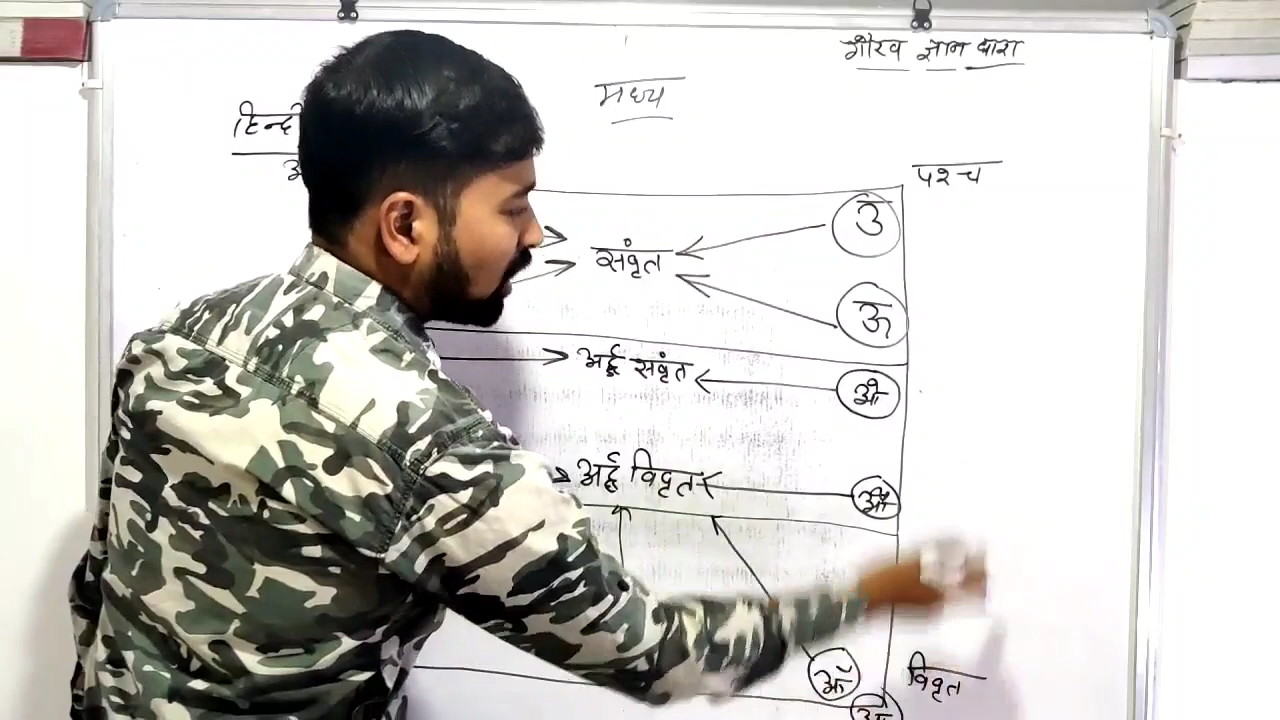 गौरव ज्ञान धारा
मध्य
हिन्दी
पश्च
उ
संवृत
ऊ
अर्द्ध संवृत
ओ
अर्द्ध विवृत
औ
ऑ
विवृत